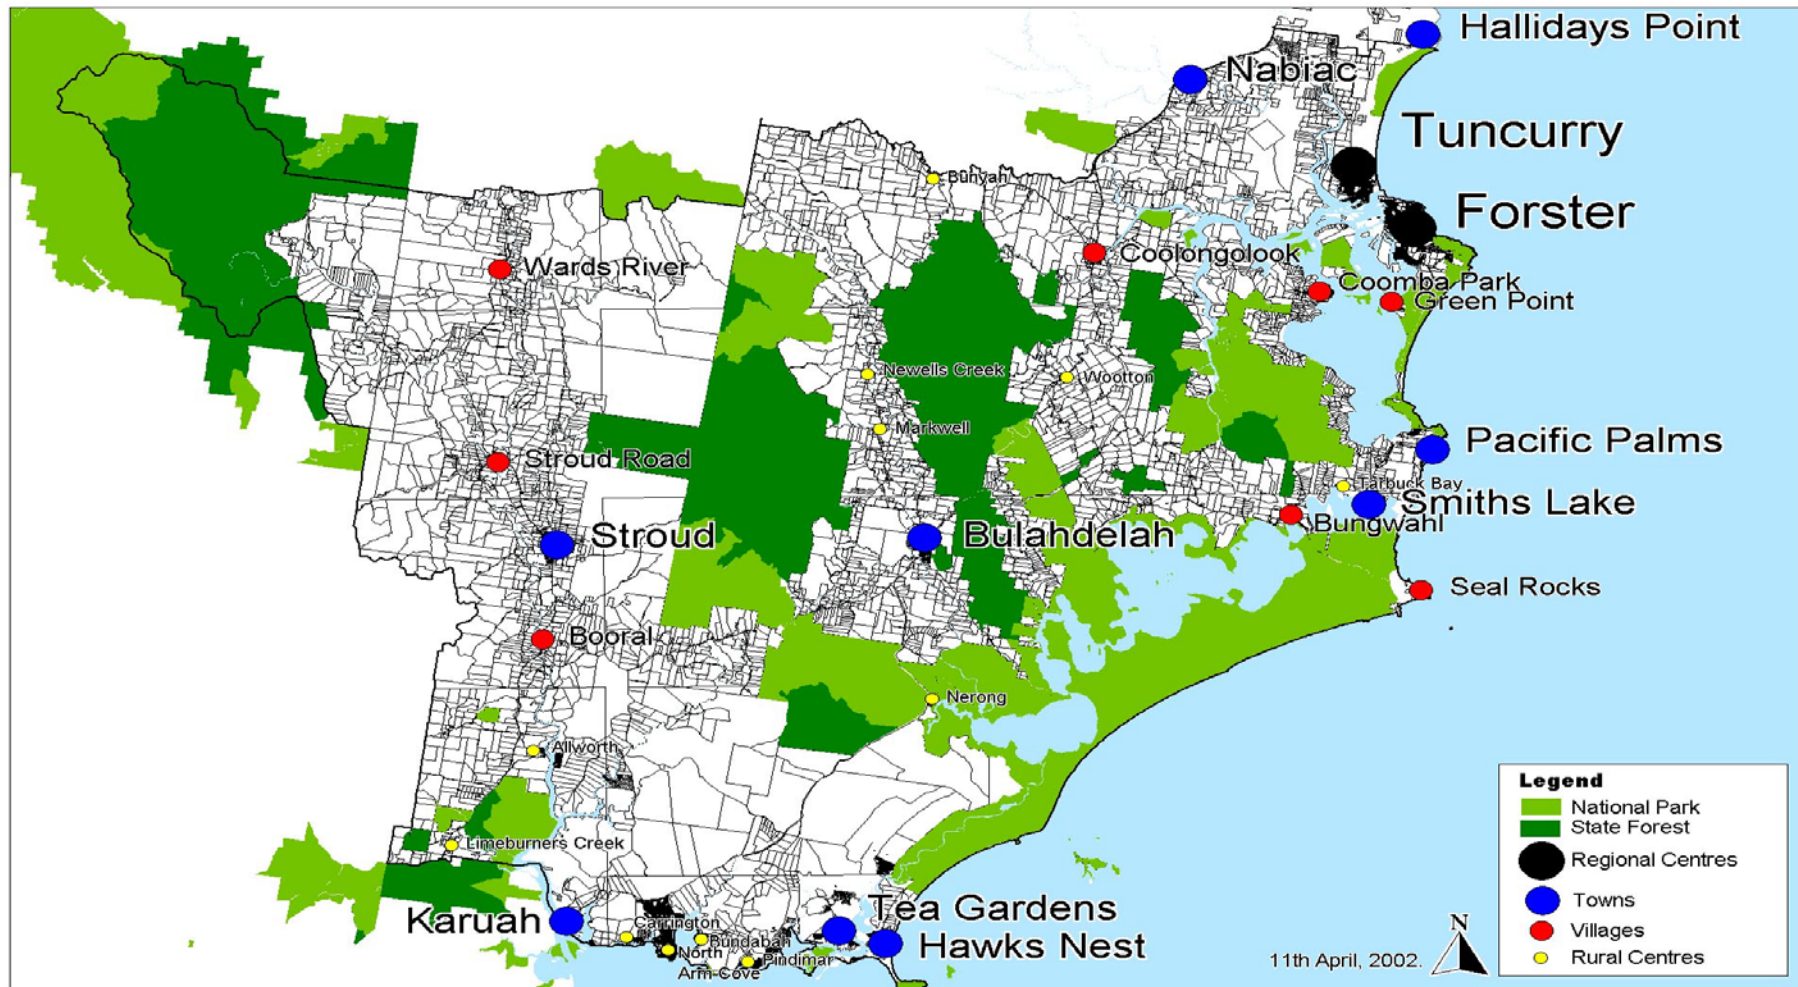 Hallidays Point
Nabiac
Tuncurry
Bunyah
Forster
Coolongolook
Wards River
Coomba Park
Green Point
Newells Creek
Wootton
Markwell
Pacific Palms
Stroud Road
Tarbuck Bay
Smiths Lake
Bungwahl
Stroud
Bulahdelah
Seal Rocks
Booral
Nerong
Allworth
Limeburners Creek
Karuah
Carrington
Bundabah
North
Arm Cove
Pindimar
Tea Gardens
Hawks Nest
11th April, 2002.
N
Legend
National Park
State Forest
Regional Centres
Towns
Villages
Rural Centres